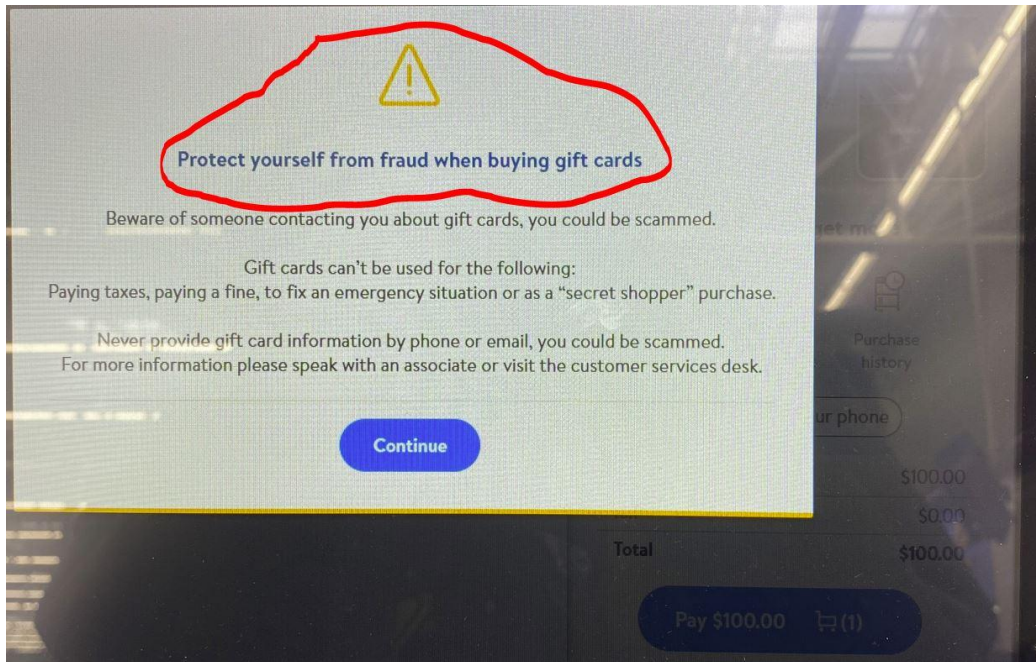 Protect yourself from fraud when buying gift cards
Beware of someone contacting you about gift cards, you could be scammed.
Gift cards can't be used for the following:
Paying taxes, paying a fine, to fix an emergency situation or as a “secret shopper” purchase.
Never provide gift card information by phone or email, you could be scammed.
For more information please speak with an associate or visit the customer services desk.
Continue
Purchase
history
ur phone
$100.00
$0.00
Total $100.00
Pay $100.00 (1)